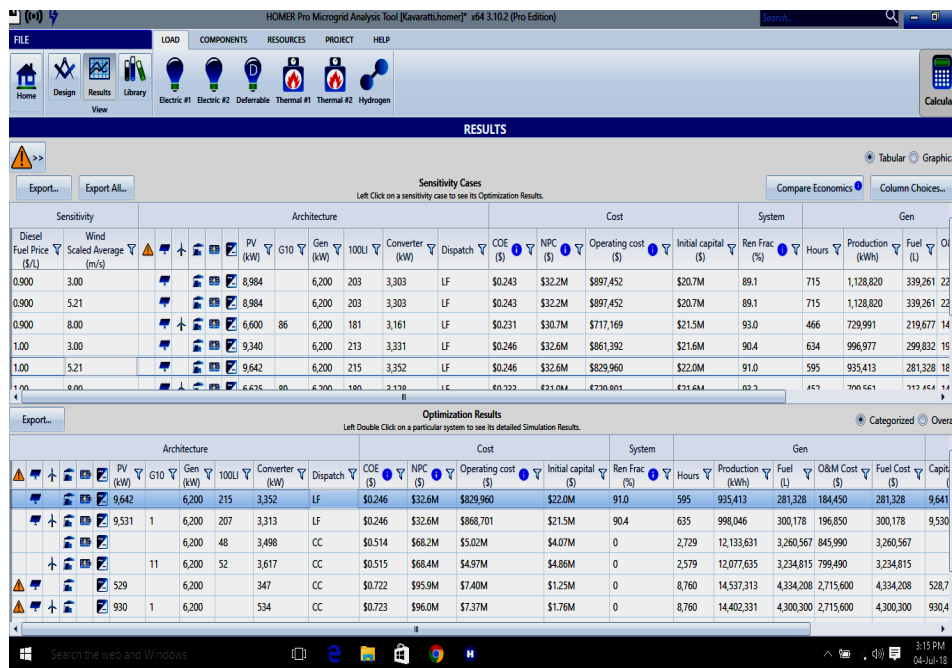 HOMER Pro Microgrid Analysis Tool [Kavaratti.homer]* x64 3.10.2 (Pro Edition) Search...
FILE LOAD COMPONENTS RESOURCES PROJECT HELP
Home Design Results Library Electric #1 Electric #2 Deferrable Thermal #1 Thermal #2 Hydrogen Calcula
View
RESULTS
>> Tabular Graphic
Export... Export All... Sensitivity Cases Compare Economics Column Choices...
Left Click on a sensitivity case to see its Optimization Results.
Sensitivity Architecture Cost System Gen
Diesel Fuel Price ($/L) Wind Scaled Average (m/s) PV (kW) G10 Gen (kW) 100LI Converter (kW) Dispatch COE ($) NPC ($) Operating cost ($) Initial capital ($) Ren Frac (%) Hours Production (kWh) Fuel (L) O&
0.900 3.00 8,984 6,200 203 3,303 LF $0.243 $32.2M $897,452 $20.7M 89.1 715 1,128,820 339,261 22
0.900 5.21 8,984 6,200 203 3,303 LF $0.243 $32.2M $897,452 $20.7M 89.1 715 1,128,820 339,261 22
0.900 8.00 6,600 86 6,200 181 3,161 LF $0.231 $30.7M $717,169 $21.5M 93.0 466 729,991 219,677 14
1.00 3.00 9,340 6,200 213 3,331 LF $0.246 $32.6M $861,392 $21.6M 90.4 634 996,977 299,832 19
1.00 5.21 9,642 6,200 215 3,352 LF $0.246 $32.6M $829,960 $22.0M 91.0 595 935,413 281,328 18
1.00 8.00 6,625 6,200 3,128 LF $21.6M
Export... Optimization Results Categorized Overa
Left Double Click on a particular system to see its detailed Simulation Results.
Architecture Cost System Gen
PV (kW) G10 Gen (kW) 100LI Converter (kW) Dispatch COE ($) NPC ($) Operating cost ($) Initial capital ($) Ren Frac (%) Hours Production (kWh) Fuel (L) O&M Cost ($) Fuel Cost ($) Capit (
9,642 6,200 215 3,352 LF $0.246 $32.6M $829,960 $22.0M 91.0 595 935,413 281,328 184,450 281,328 9,641
9,531 1 6,200 207 3,313 LF $0.246 $32.6M $868,701 $21.5M 90.4 635 998,046 300,178 196,850 300,178 9,530
6,200 48 3,498 CC $0.514 $68.2M $5.02M $4.07M 0 2,729 12,133,631 3,260,567 845,990 3,260,567
11 6,200 52 3,617 CC $0.515 $68.4M $4.97M $4.86M 0 2,579 12,077,635 3,234,815 799,490 3,234,815
529 6,200 347 CC $0.722 $95.9M $7.40M $1.25M 0 8,760 14,537,313 4,334,208 2,715,600 4,334,208 528,7
930 1 6,200 534 CC $0.723 $96.0M $7.37M $1.76M 0 8,760 14,402,331 4,300,300 2,715,600 4,300,300 930,4
Search the web and Windows 3:15 PM
04-Jul-18